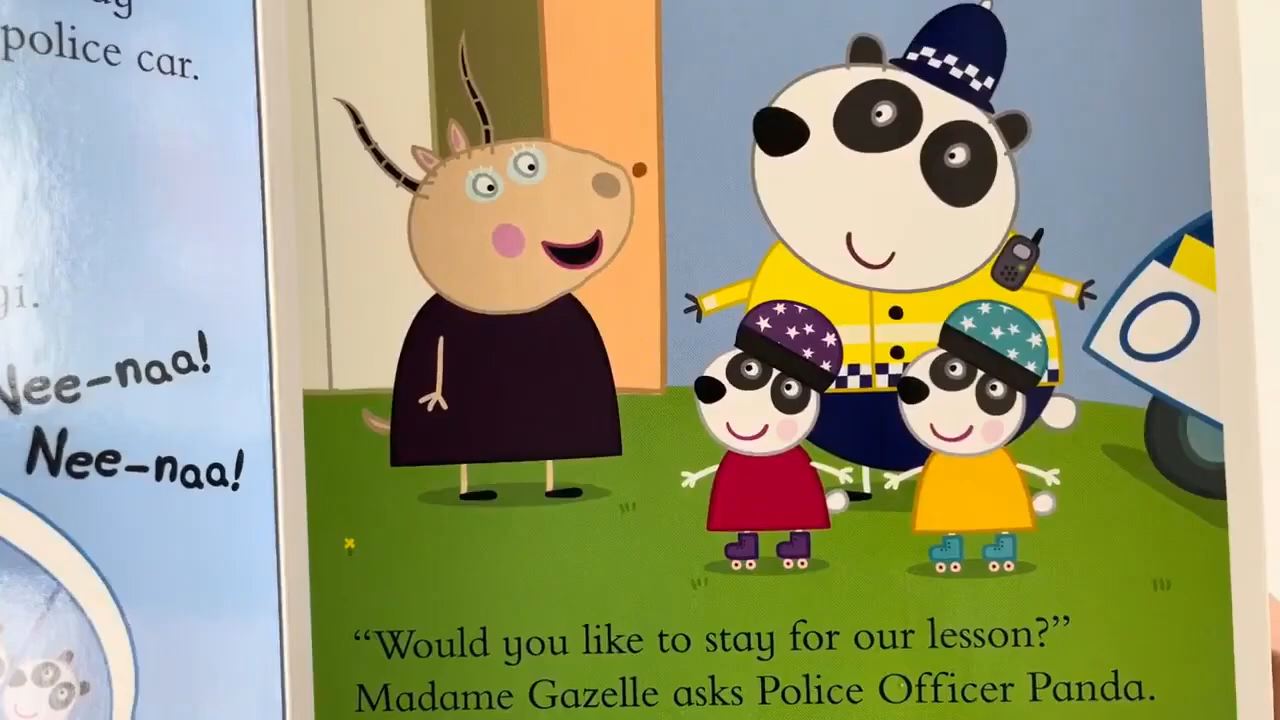 police car.
gi.
Nee-naa!
Nee-naa!
“Would you like to stay for our lesson?”
Madame Gazelle asks Police Officer Panda.